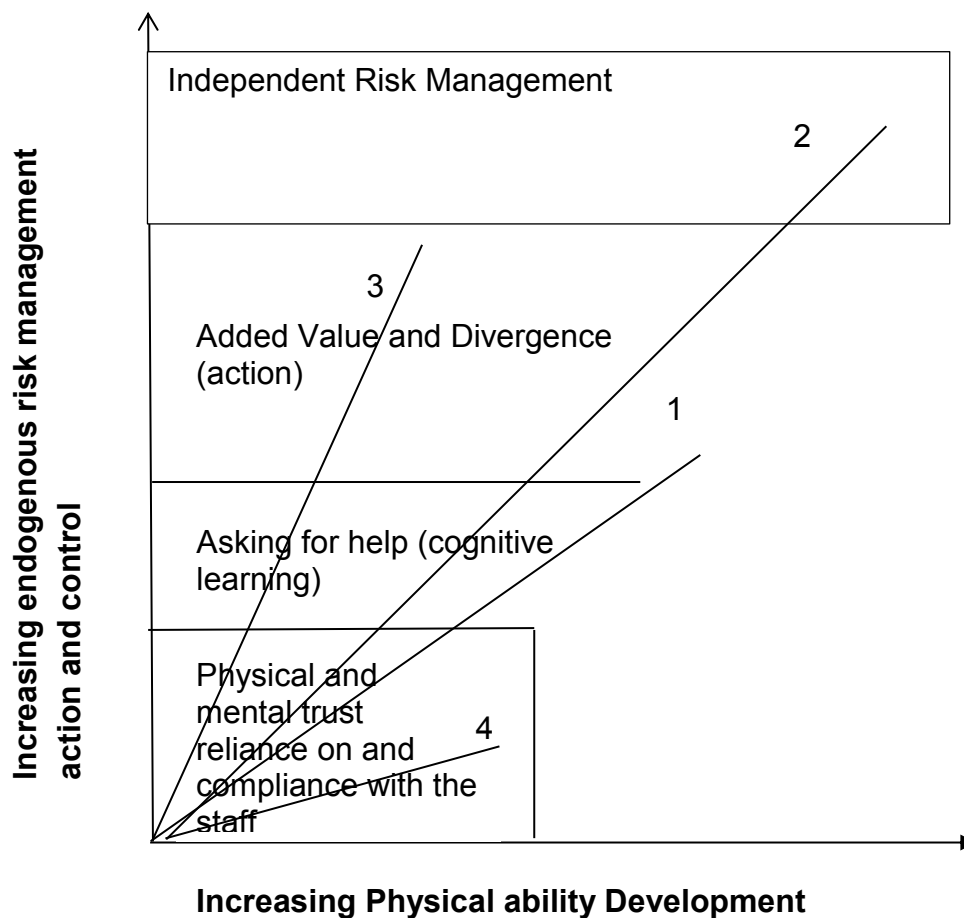 Independent Risk Management
2
3
Added Value and Divergence
(action)
1
Asking for help (cognitive
learning)
Physical and
mental trust
reliance on and
compliance with the
staff
4
Increasing endogenous risk management
action and control
Increasing Physical ability Development